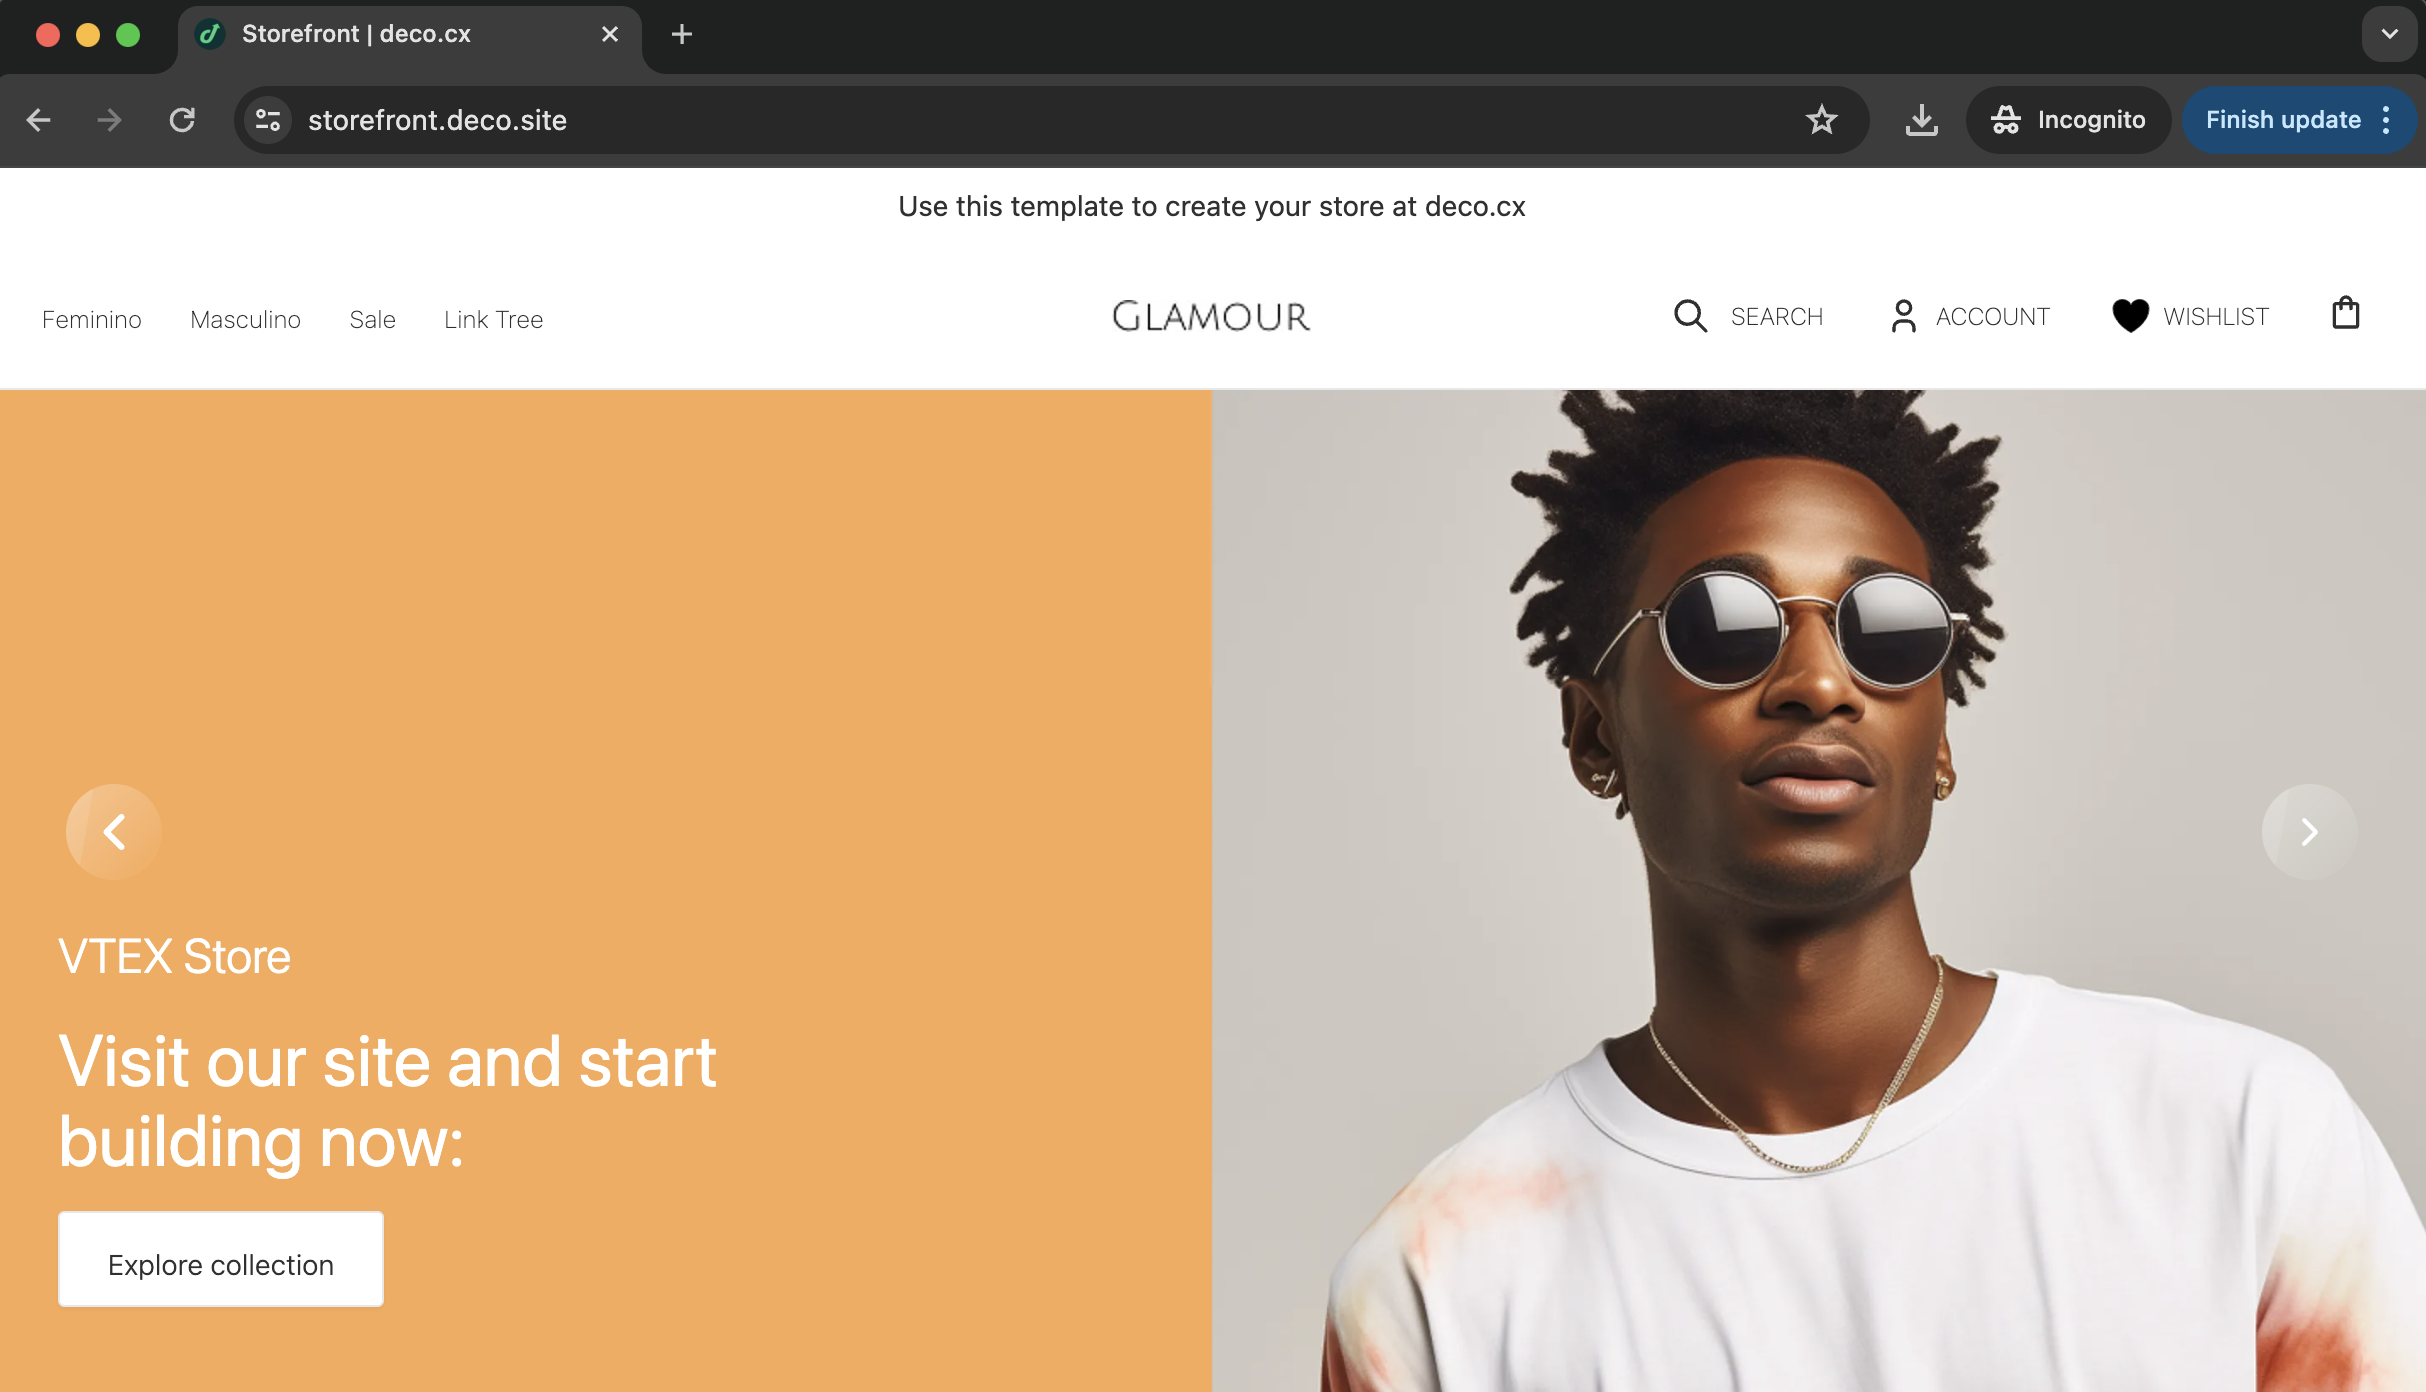 Storefront | deco.cx
storefront.deco.site
Incognito
Finish update
Use this template to create your store at deco.cx
Feminino Masculino Sale Link Tree
GLAMOUR
SEARCH ACCOUNT WISHLIST
VTEX Store
Visit our site and start
building now:
Explore collection